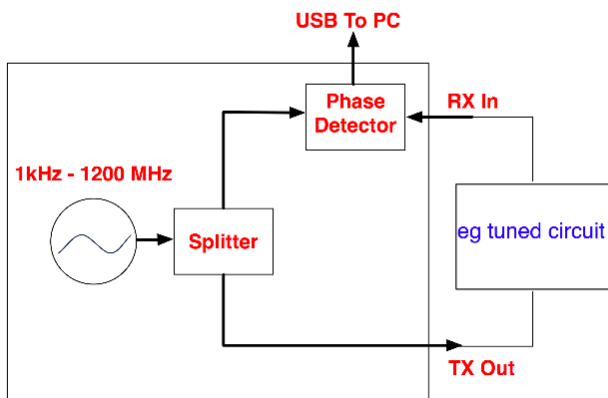 USB To PC
Phase
Detector
RX In
1kHz - 1200 MHz
Splitter
eg tuned circuit
TX Out